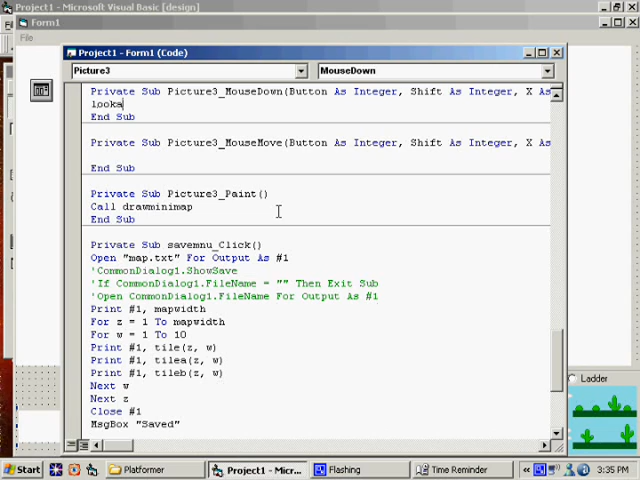 Project1 - Microsoft Visual Basic [design]
Form1
File
Project1 - Form1 (Code)
Picture3
MouseDown
Private Sub Picture3_MouseDown(Button As Integer, Shift As Integer, X As
looka
End Sub
Private Sub Picture3_MouseMove(Button As Integer, Shift As Integer, X As
End Sub
Private Sub Picture3_Paint()
Call drawminimap
End Sub
Private Sub savemnu_Click()
Open "map.txt" For Output As #1
'CommonDialog1.ShowSave
'If CommonDialog1.FileName = "" Then Exit Sub
'Open CommonDialog1.FileName For Output As #1
Print #1, mapwidth
For z = 1 To mapwidth
For w = 1 To 10
Print #1, tile(z, w)
Print #1, tilea(z, w)
Print #1, tileb(z, w)
Next w
Next z
Close #1
MsgBox "Saved"
Ladder
Start
Platformer
Project1 - Micr...
Flashing
Time Reminder
«
3:35 PM